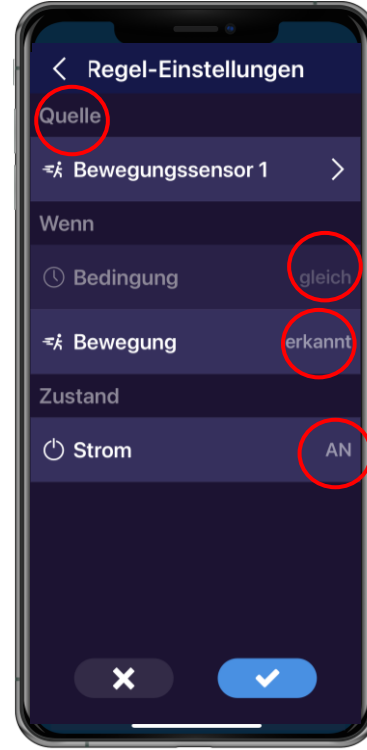 Regel-Einstellungen
Quelle
Bewegungssensor 1
Wenn
Bedingung gleich
Bewegung erkannt
Zustand
Strom AN